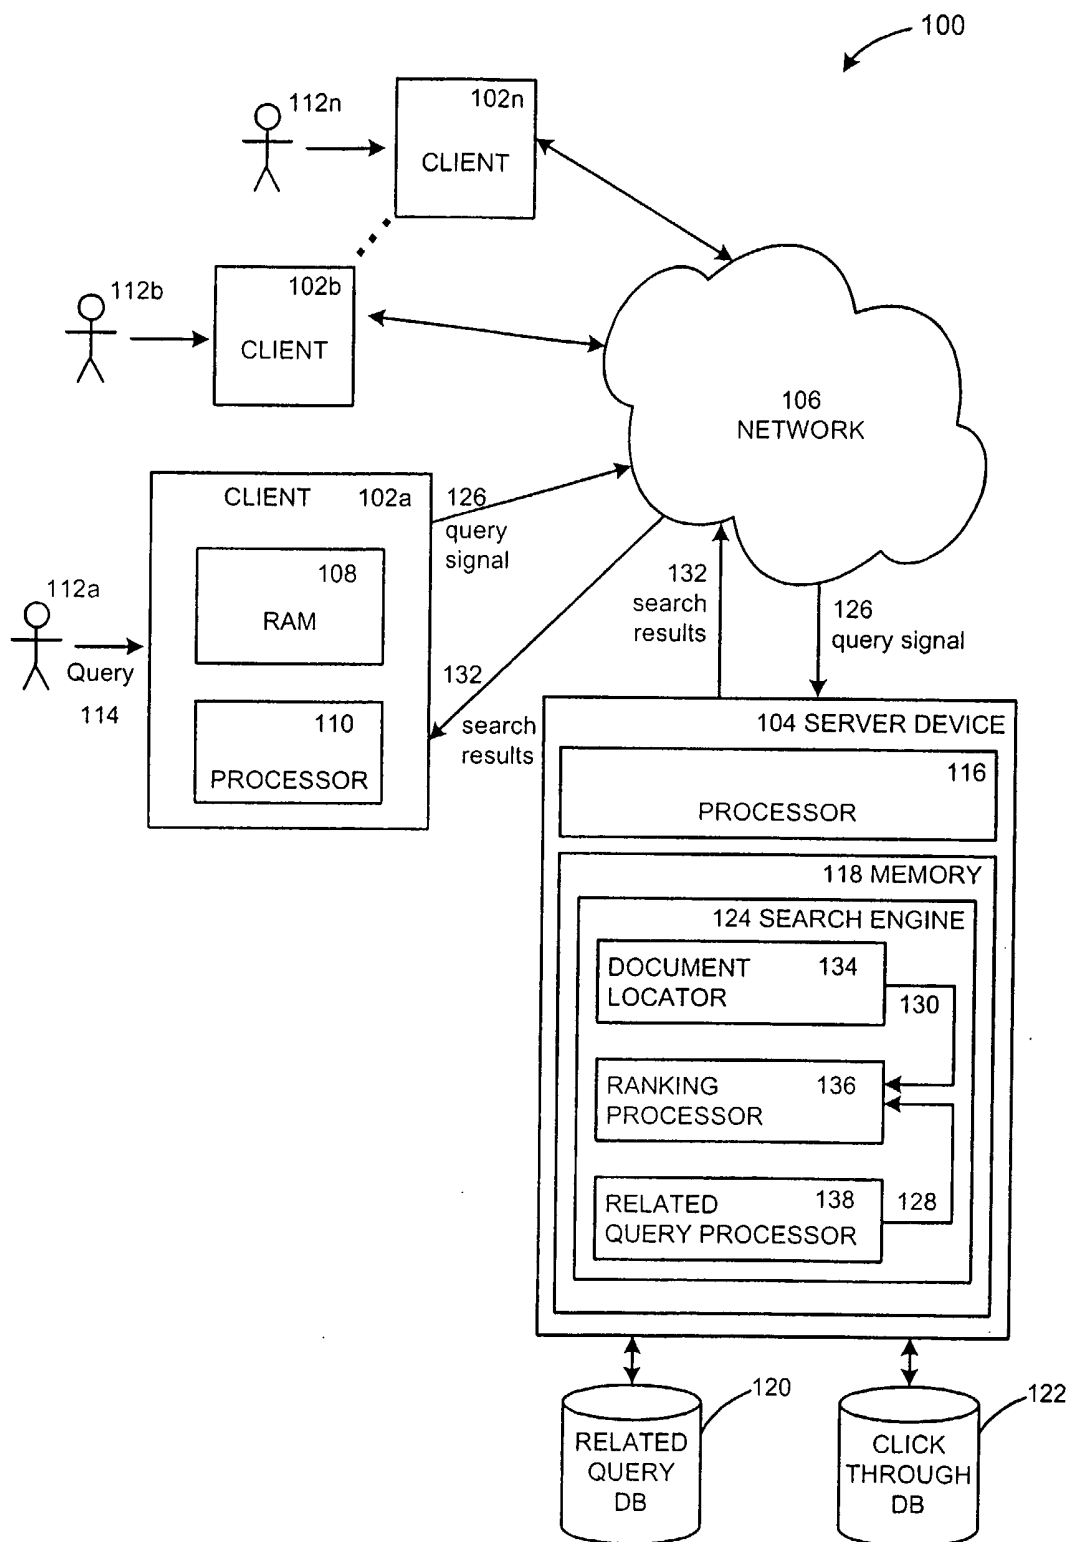 100
112n
102n
CLIENT
112b
102b
CLIENT
106
NETWORK
CLIENT 102a
108
RAM
110
PROCESSOR
112a
Query
114
126
query
signal
132
search
results
132
search
results
126
query signal
104 SERVER DEVICE
116
PROCESSOR
118 MEMORY
124 SEARCH ENGINE
DOCUMENT 134
LOCATOR
130
RANKING 136
PROCESSOR
RELATED 138
QUERY PROCESSOR
128
120
RELATED
QUERY
DB
122
CLICK
THROUGH
DB